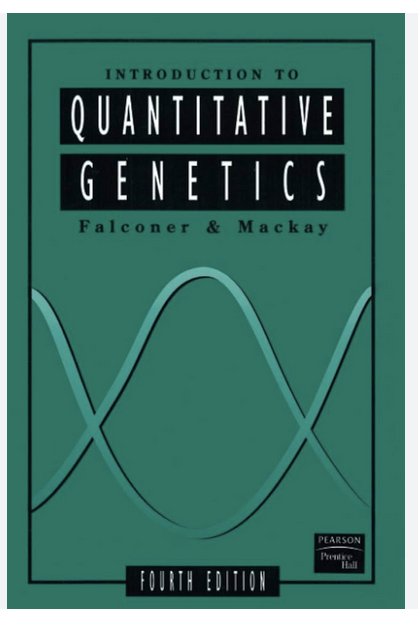 INTRODUCTION TO
QUANTITATIVE
GENETICS
Falconer & Mackay
PEARSON
Prentice
Hall
FOURTH EDITION